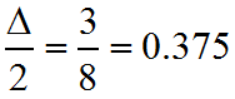 Δ/2 = 3/8 = 0.375